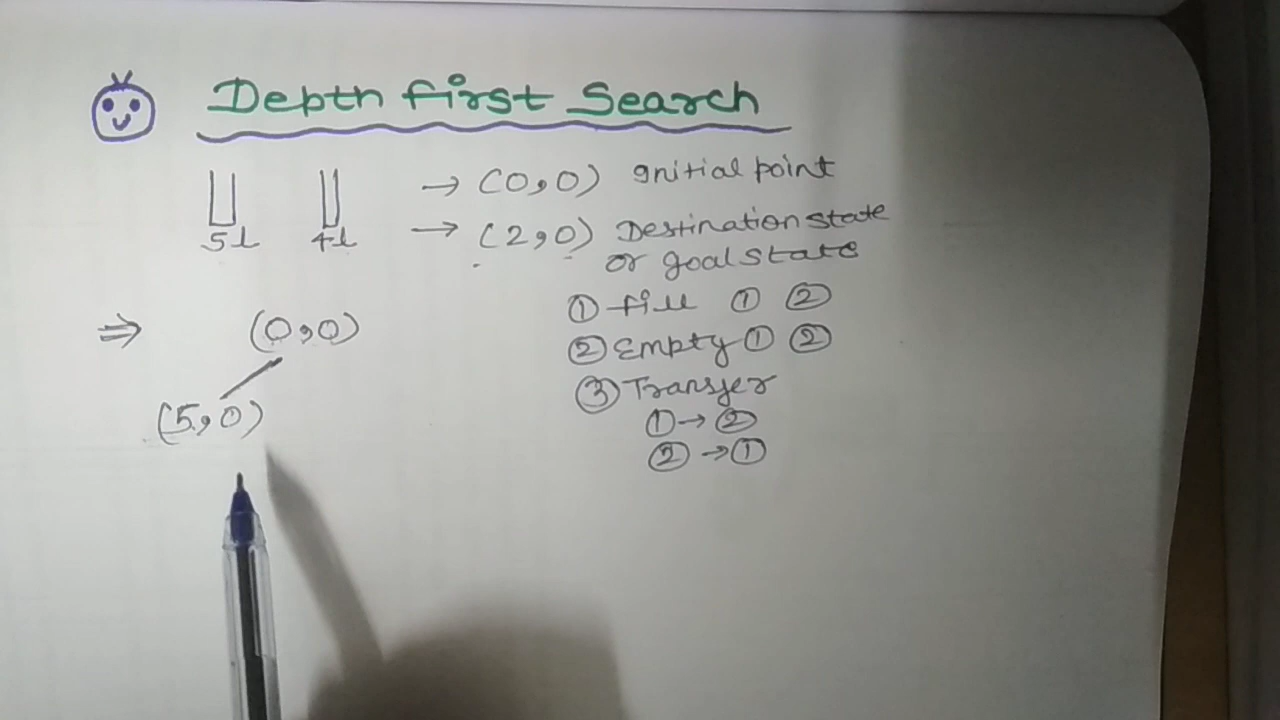 Depth first Search
→ (0,0) Initial point
5l 4l → (2,0) Destination state
or goal state
① fill ① ②
⇒ (0,0)
② Empty ① ②
③ Transfer
(5,0)
① → ②
② → ①